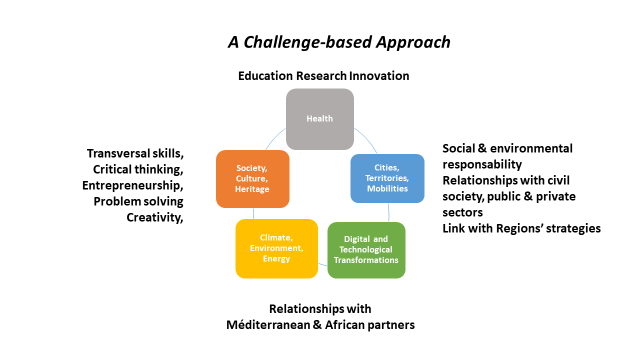 A Challenge-based Approach
Education Research Innovation
Health
Transversal skills,
Critical thinking,
Entrepreneurship,
Problem solving
Creativity,
Society,
Culture,
Heritage
Cities,
Territories,
Mobilities
Social & environmental
responsability
Relationships with civil
society, public & private
sectors
Link with Regions’ strategies
Climate,
Environment,
Energy
Digital and
Technological
Transformations
Relationships with
Méditerranean & African partners